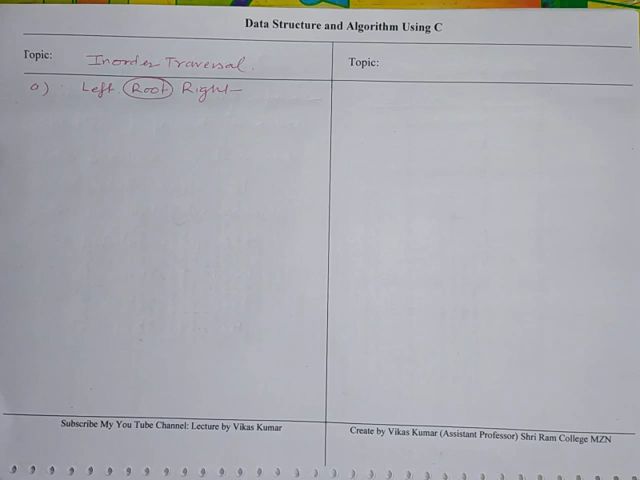 Data Structure and Algorithm Using C
Topic: Inorder Traversal.
Topic:
a) Left Root Right
Subscribe My You Tube Channel: Lecture by Vikas Kumar
Create by Vikas Kumar (Assistant Professor) Shri Ram College MZN